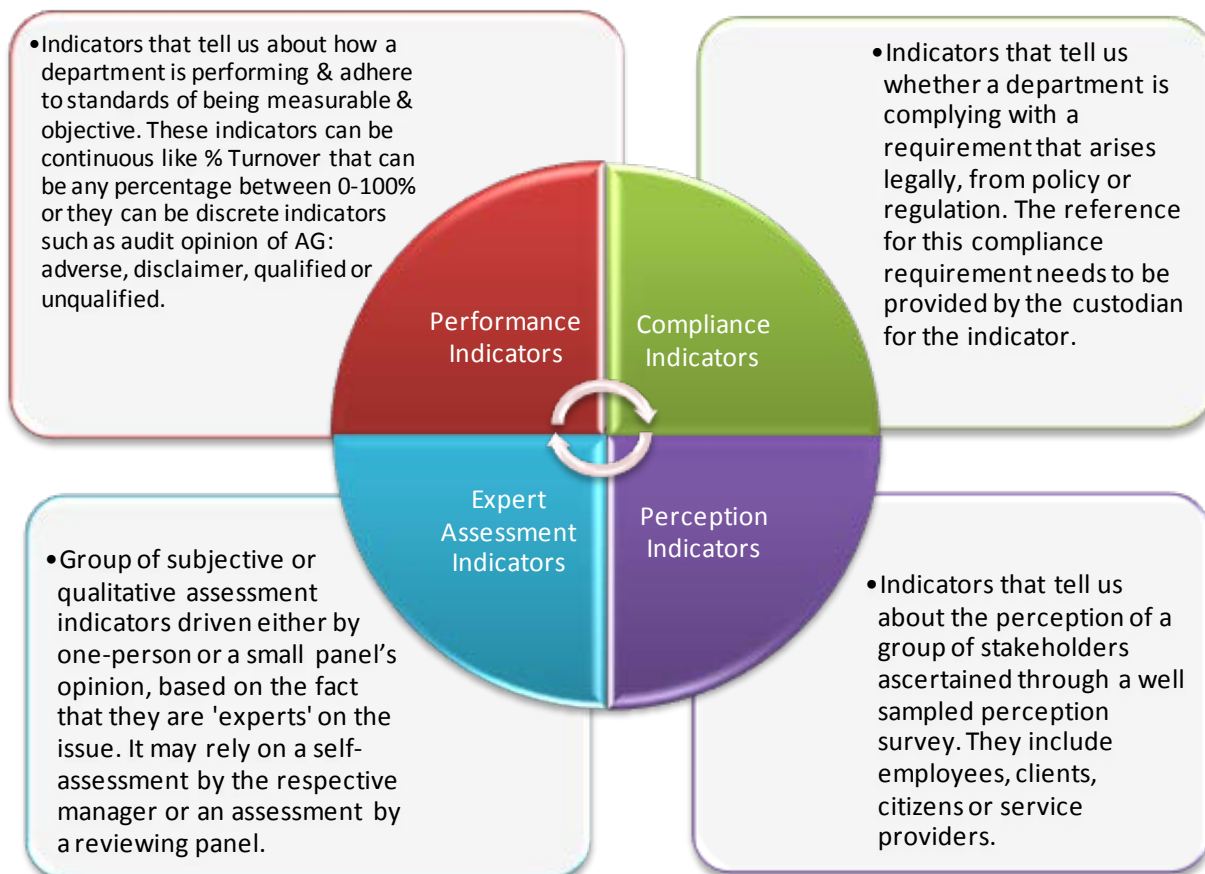 •Indicators that tell us about how a
department is performing & adhere
to standards of being measurable &
objective. These indicators can be
continuous like % Turnover that can
be any percentage between 0-100%
or they can be discrete indicators
such as audit opinion of AG:
adverse, disclaimer, qualified or
unqualified.
•Indicators that tell us
whether a department is
complying with a
requirement that arises
legally, from policy or
regulation. The reference
for this compliance
requirement needs to be
provided by the custodian
for the indicator.
Performance
Indicators
Compliance
Indicators
Expert
Assessment
Indicators
Perception
Indicators
•Group of subjective or
qualitative assessment
indicators driven either by
one-person or a small panel's
opinion, based on the fact
that they are 'experts' on the
issue. It may rely on a self-
assessment by the respective
manager or an assessment by
a reviewing panel.
•Indicators that tell us
about the perception of a
group of stakeholders
ascertained through a well
sampled perception
survey. They include
employees, clients,
citizens or service
providers.